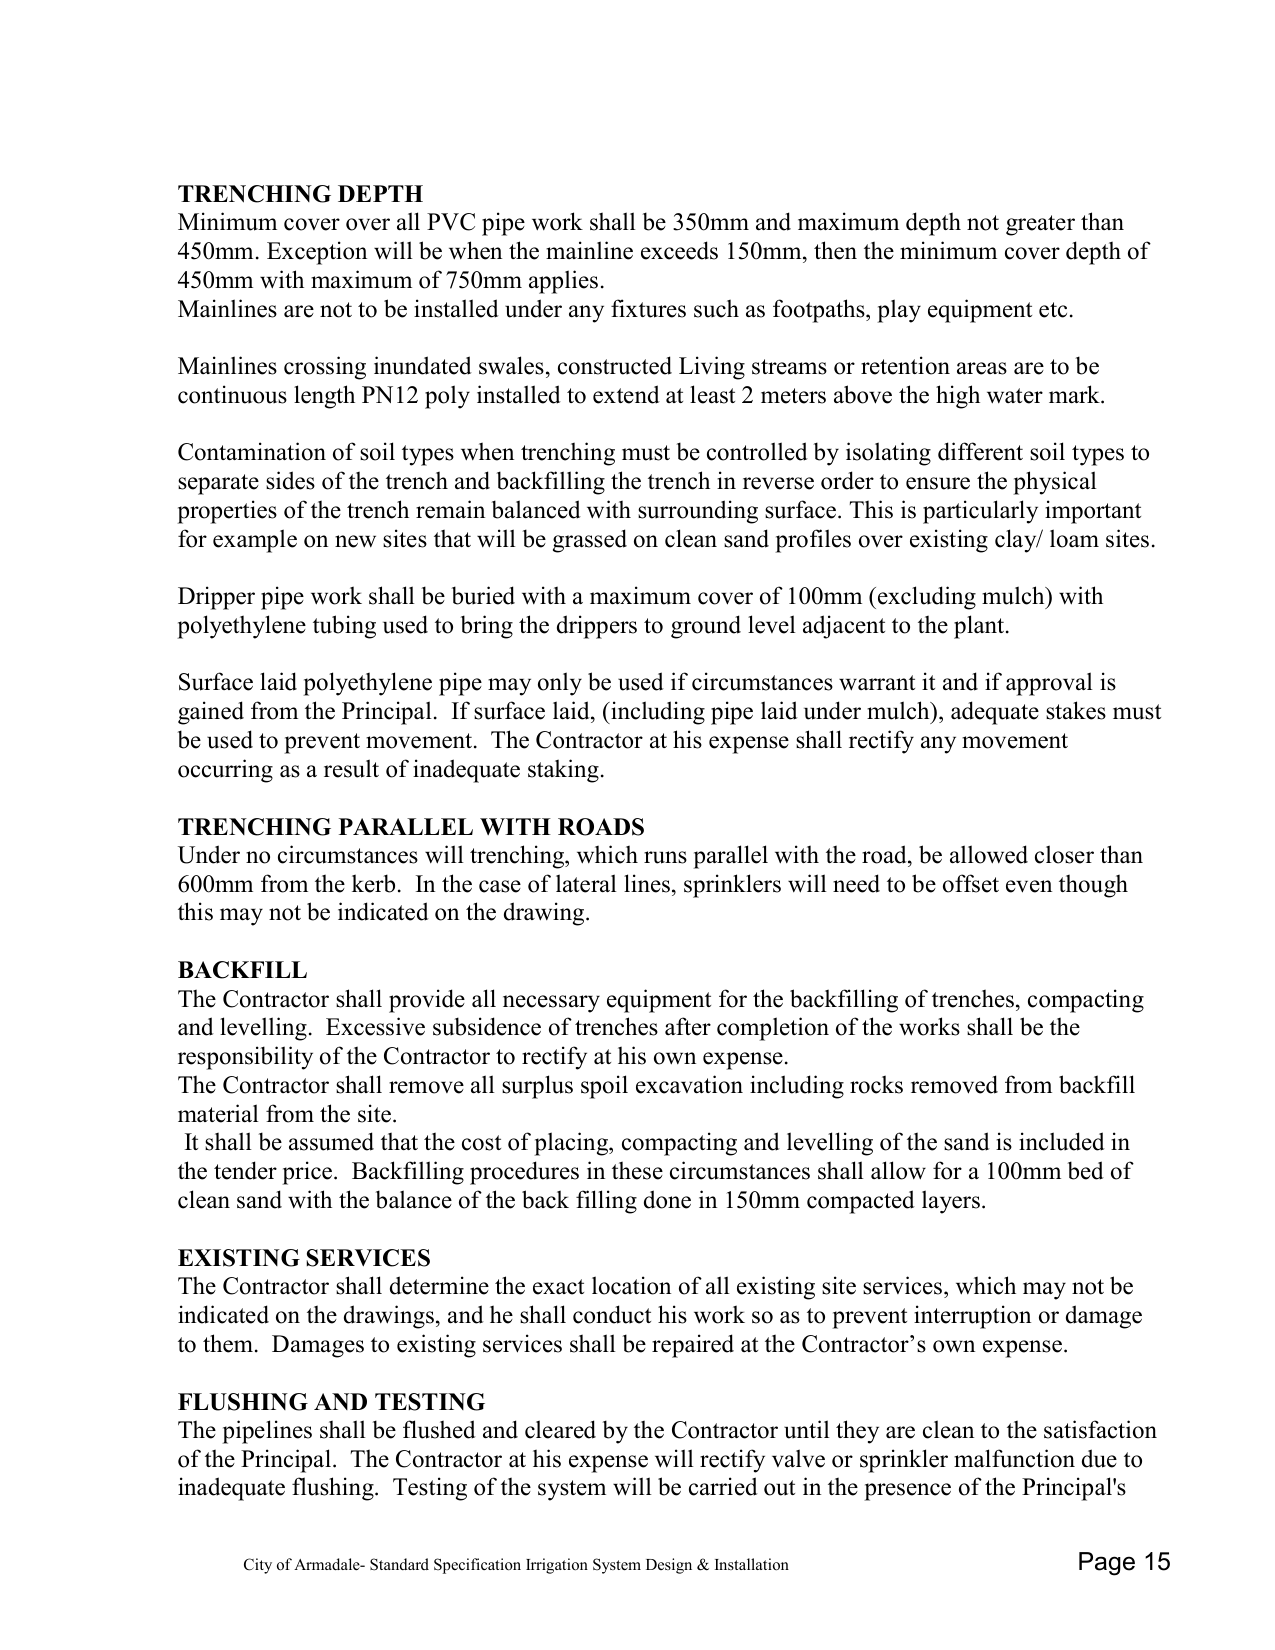 TRENCHING DEPTH
Minimum cover over all PVC pipe work shall be 350mm and maximum depth not greater than
450mm. Exception will be when the mainline exceeds 150mm, then the minimum cover depth of
450mm with maximum of 750mm applies.
Mainlines are not to be installed under any fixtures such as footpaths, play equipment etc.
Mainlines crossing inundated swales, constructed Living streams or retention areas are to be
continuous length PN12 poly installed to extend at least 2 meters above the high water mark.
Contamination of soil types when trenching must be controlled by isolating different soil types to
separate sides of the trench and backfilling the trench in reverse order to ensure the physical
properties of the trench remain balanced with surrounding surface. This is particularly important
for example on new sites that will be grassed on clean sand profiles over existing clay/ loam sites.
Dripper pipe work shall be buried with a maximum cover of 100mm (excluding mulch) with
polyethylene tubing used to bring the drippers to ground level adjacent to the plant.
Surface laid polyethylene pipe may only be used if circumstances warrant it and if approval is
gained from the Principal.  If surface laid, (including pipe laid under mulch), adequate stakes must
be used to prevent movement.  The Contractor at his expense shall rectify any movement
occurring as a result of inadequate staking.
TRENCHING PARALLEL WITH ROADS
Under no circumstances will trenching, which runs parallel with the road, be allowed closer than
600mm from the kerb.  In the case of lateral lines, sprinklers will need to be offset even though
this may not be indicated on the drawing.
BACKFILL
The Contractor shall provide all necessary equipment for the backfilling of trenches, compacting
and levelling.  Excessive subsidence of trenches after completion of the works shall be the
responsibility of the Contractor to rectify at his own expense.
The Contractor shall remove all surplus spoil excavation including rocks removed from backfill
material from the site.
It shall be assumed that the cost of placing, compacting and levelling of the sand is included in
the tender price.  Backfilling procedures in these circumstances shall allow for a 100mm bed of
clean sand with the balance of the back filling done in 150mm compacted layers.
EXISTING SERVICES
The Contractor shall determine the exact location of all existing site services, which may not be
indicated on the drawings, and he shall conduct his work so as to prevent interruption or damage
to them.  Damages to existing services shall be repaired at the Contractor’s own expense.
FLUSHING AND TESTING
The pipelines shall be flushed and cleared by the Contractor until they are clean to the satisfaction
of the Principal.  The Contractor at his expense will rectify valve or sprinkler malfunction due to
inadequate flushing.  Testing of the system will be carried out in the presence of the Principal's
City of Armadale- Standard Specification Irrigation System Design & Installation
Page 15